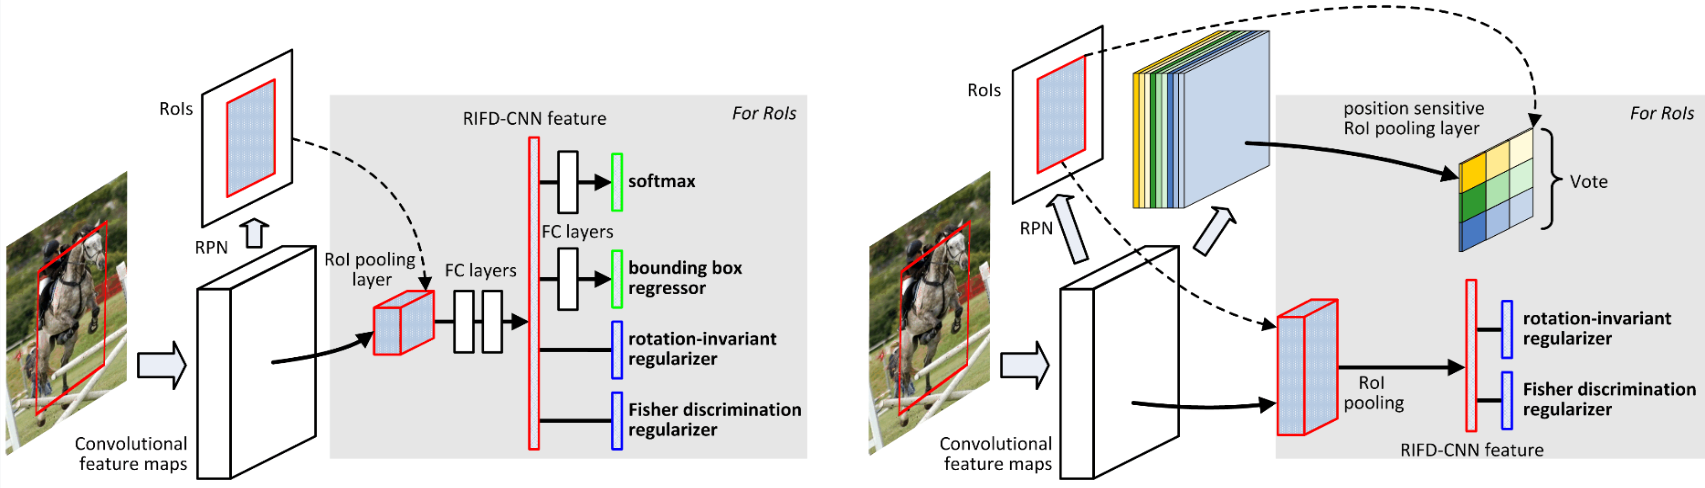 RoIs
RPN
Convolutional
feature maps
RoI pooling
layer
FC layers
RIFD-CNN feature
For RoIs
softmax
FC layers
bounding box
regressor
rotation-invariant
regularizer
Fisher discrimination
regularizer
RoIs
RPN
Convolutional
feature maps
position sensitive
RoI pooling layer
For RoIs
Vote
RoI
pooling
rotation-invariant
regularizer
Fisher discrimination
regularizer
RIFD-CNN feature